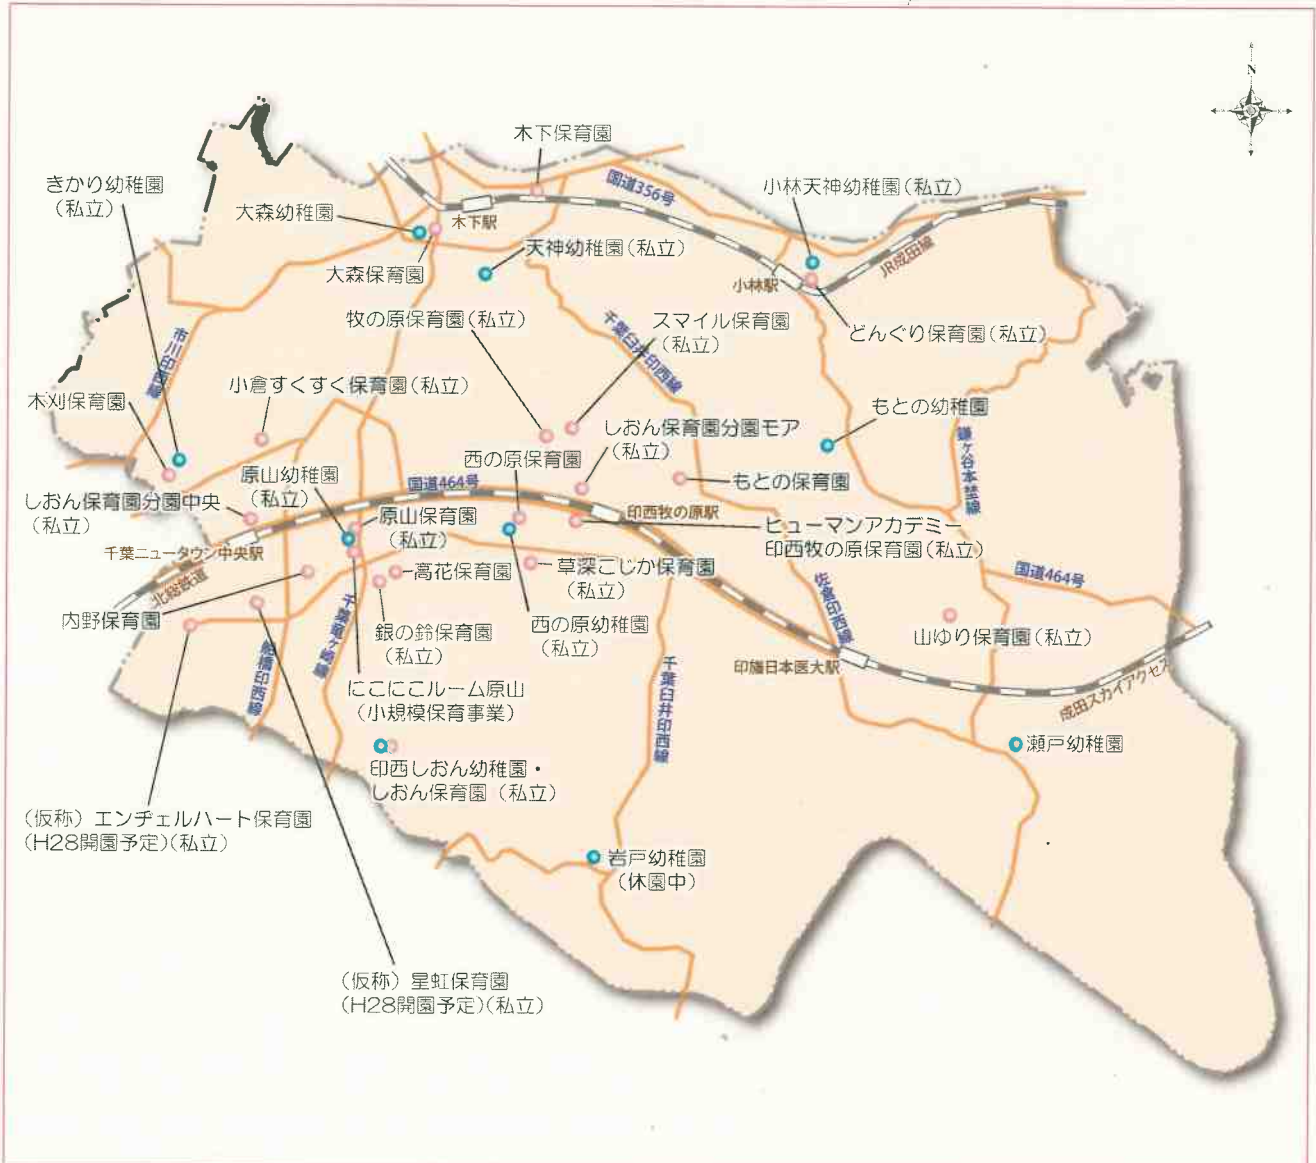 N
木下保育園
きかり幼稚園
（私立）
国道356号
小林天神幼稚園（私立）
大森幼稚園
木下駅
天神幼稚園（私立）
大森保育園
JR成田線
小林駅
牧の原保育園（私立）
スマイル保育園
（私立）
どんぐり保育園（私立）
千葉臼井印西線
市川印西線
小倉すくすく保育園（私立）
木刈保育園
もとの幼稚園
しおん保育園分園モア
（私立）
西の原保育園
鎌ケ谷本埜線
原山幼稚園
（私立）
国道464号
もとの保育園
しおん保育園分園中央
（私立）
原山保育園
（私立）
印西牧の原駅
ヒューマンアカデミー
印西牧の原保育園（私立）
千葉ニュータウン中央駅
北総鉄道
高花保育園
草深こじか保育園
（私立）
国道464号
佐倉印西線
内野保育園
千葉竜ケ崎線
銀の鈴保育園
（私立）
西の原幼稚園
（私立）
山ゆり保育園（私立）
船橋印西線
印旛日本医大駅
千葉臼井印西線
成田スカイアクセス
にこにこルーム原山
（小規模保育事業）
瀬戸幼稚園
印西しおん幼稚園・
しおん保育園（私立）
（仮称）エンヂェルハート保育園
（H28開園予定）（私立）
岩戸幼稚園
（休園中）
（仮称）星虹保育園
（H28開園予定）（私立）